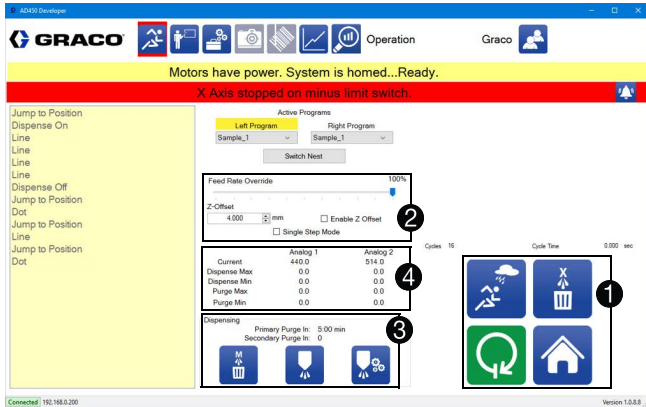 AD450 Developer
GRACO
Operation
Graco
Motors have power. System is homed...Ready.
X Axis stopped on minus limit switch.
Jump to Position
Dispense On
Line
Line
Line
Line
Dispense Off
Jump to Position
Dot
Jump to Position
Line
Jump to Position
Dot
Active Programs
Left Program Right Program
Sample_1 Sample_1
Switch Nest
Feed Rate Override 100%
Z-Offset
4.000 mm Enable Z Offset
Single Step Mode
2
Cycles 16 Cycle Time 0.000 sec
Analog 1 Analog 2
Current 440.0 514.0
Dispense Max 0.0 0.0
Dispense Min 0.0 0.0
Purge Max 0.0 0.0
Purge Min 0.0 0.0
4
X
1
Dispensing
Primary Purge In: 5:00 min
Secondary Purge In: 0
3
M
Connected 192.168.0.200 Version 1.0.8.8